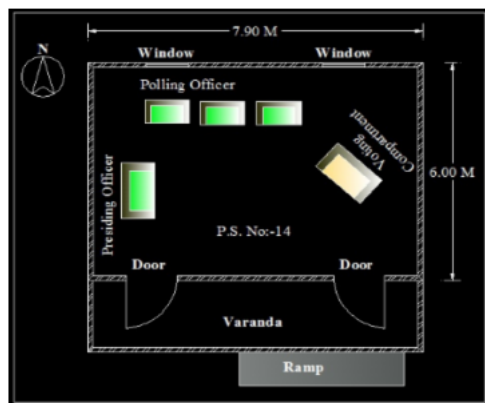 7.90 M
N
Window
Window
Polling Officer
Voting
Compartment
6.00 M
Presiding Officer
P.S. No:-14
Door
Door
Varanda
Ramp